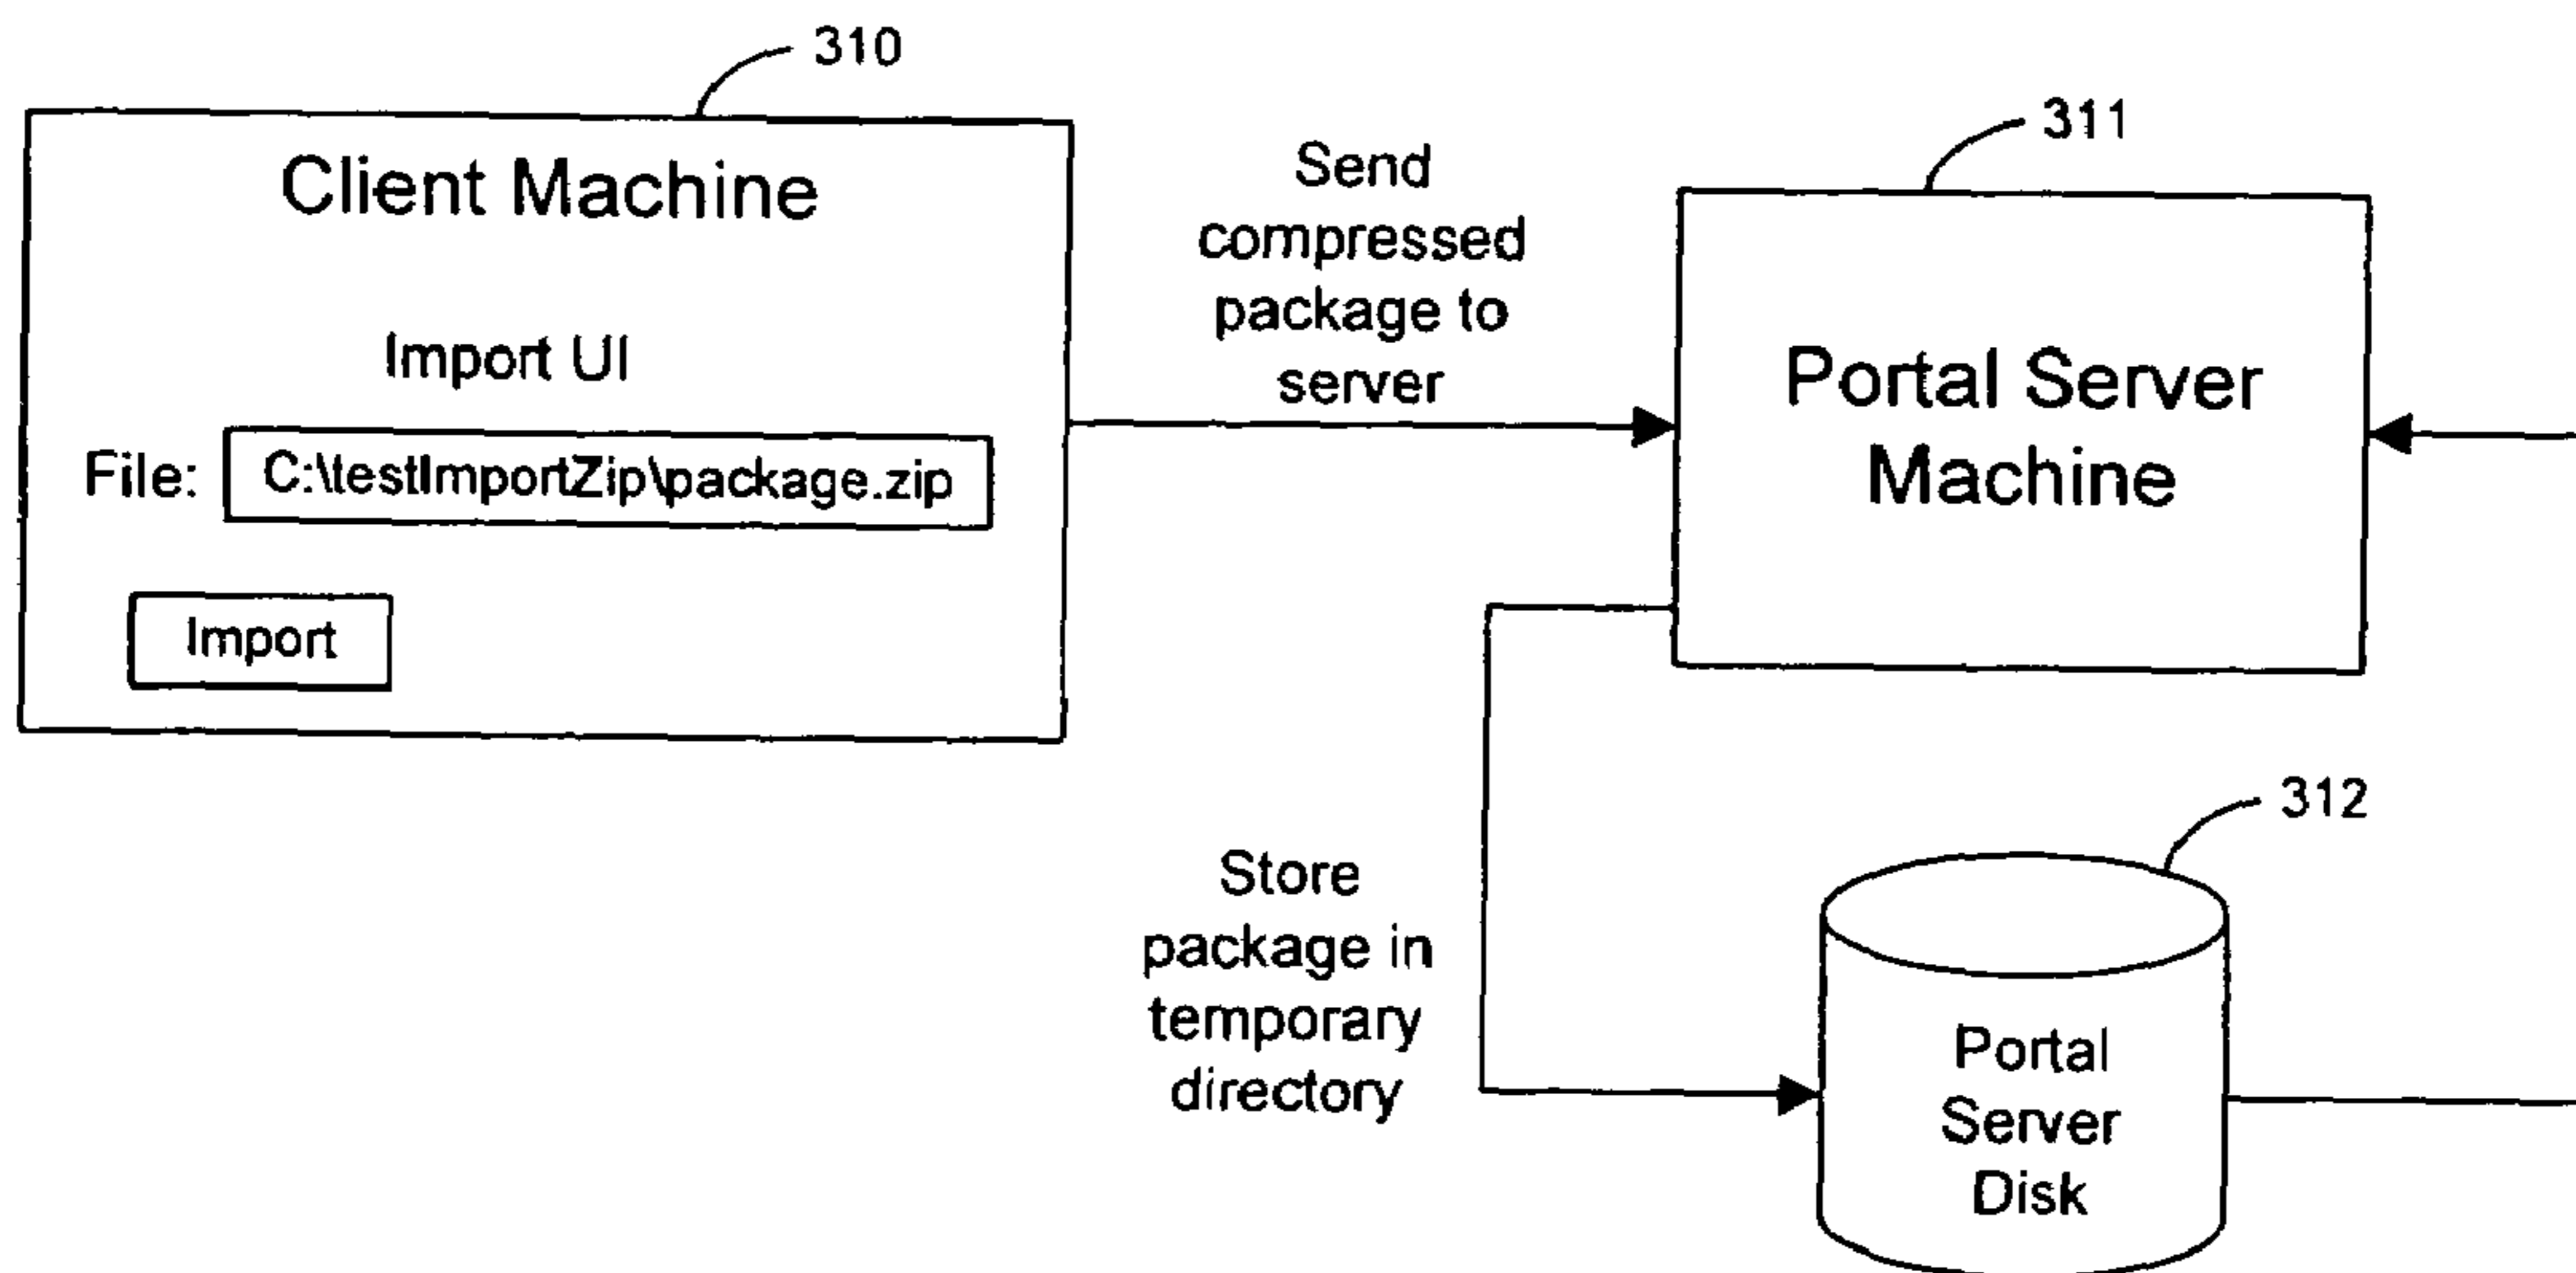 310
Client Machine
Import UI
File: C:\testImportZip\package.zip
Import
Send
compressed
package to
server
311
Portal Server
Machine
Store
package in
temporary
directory
312
Portal
Server
Disk